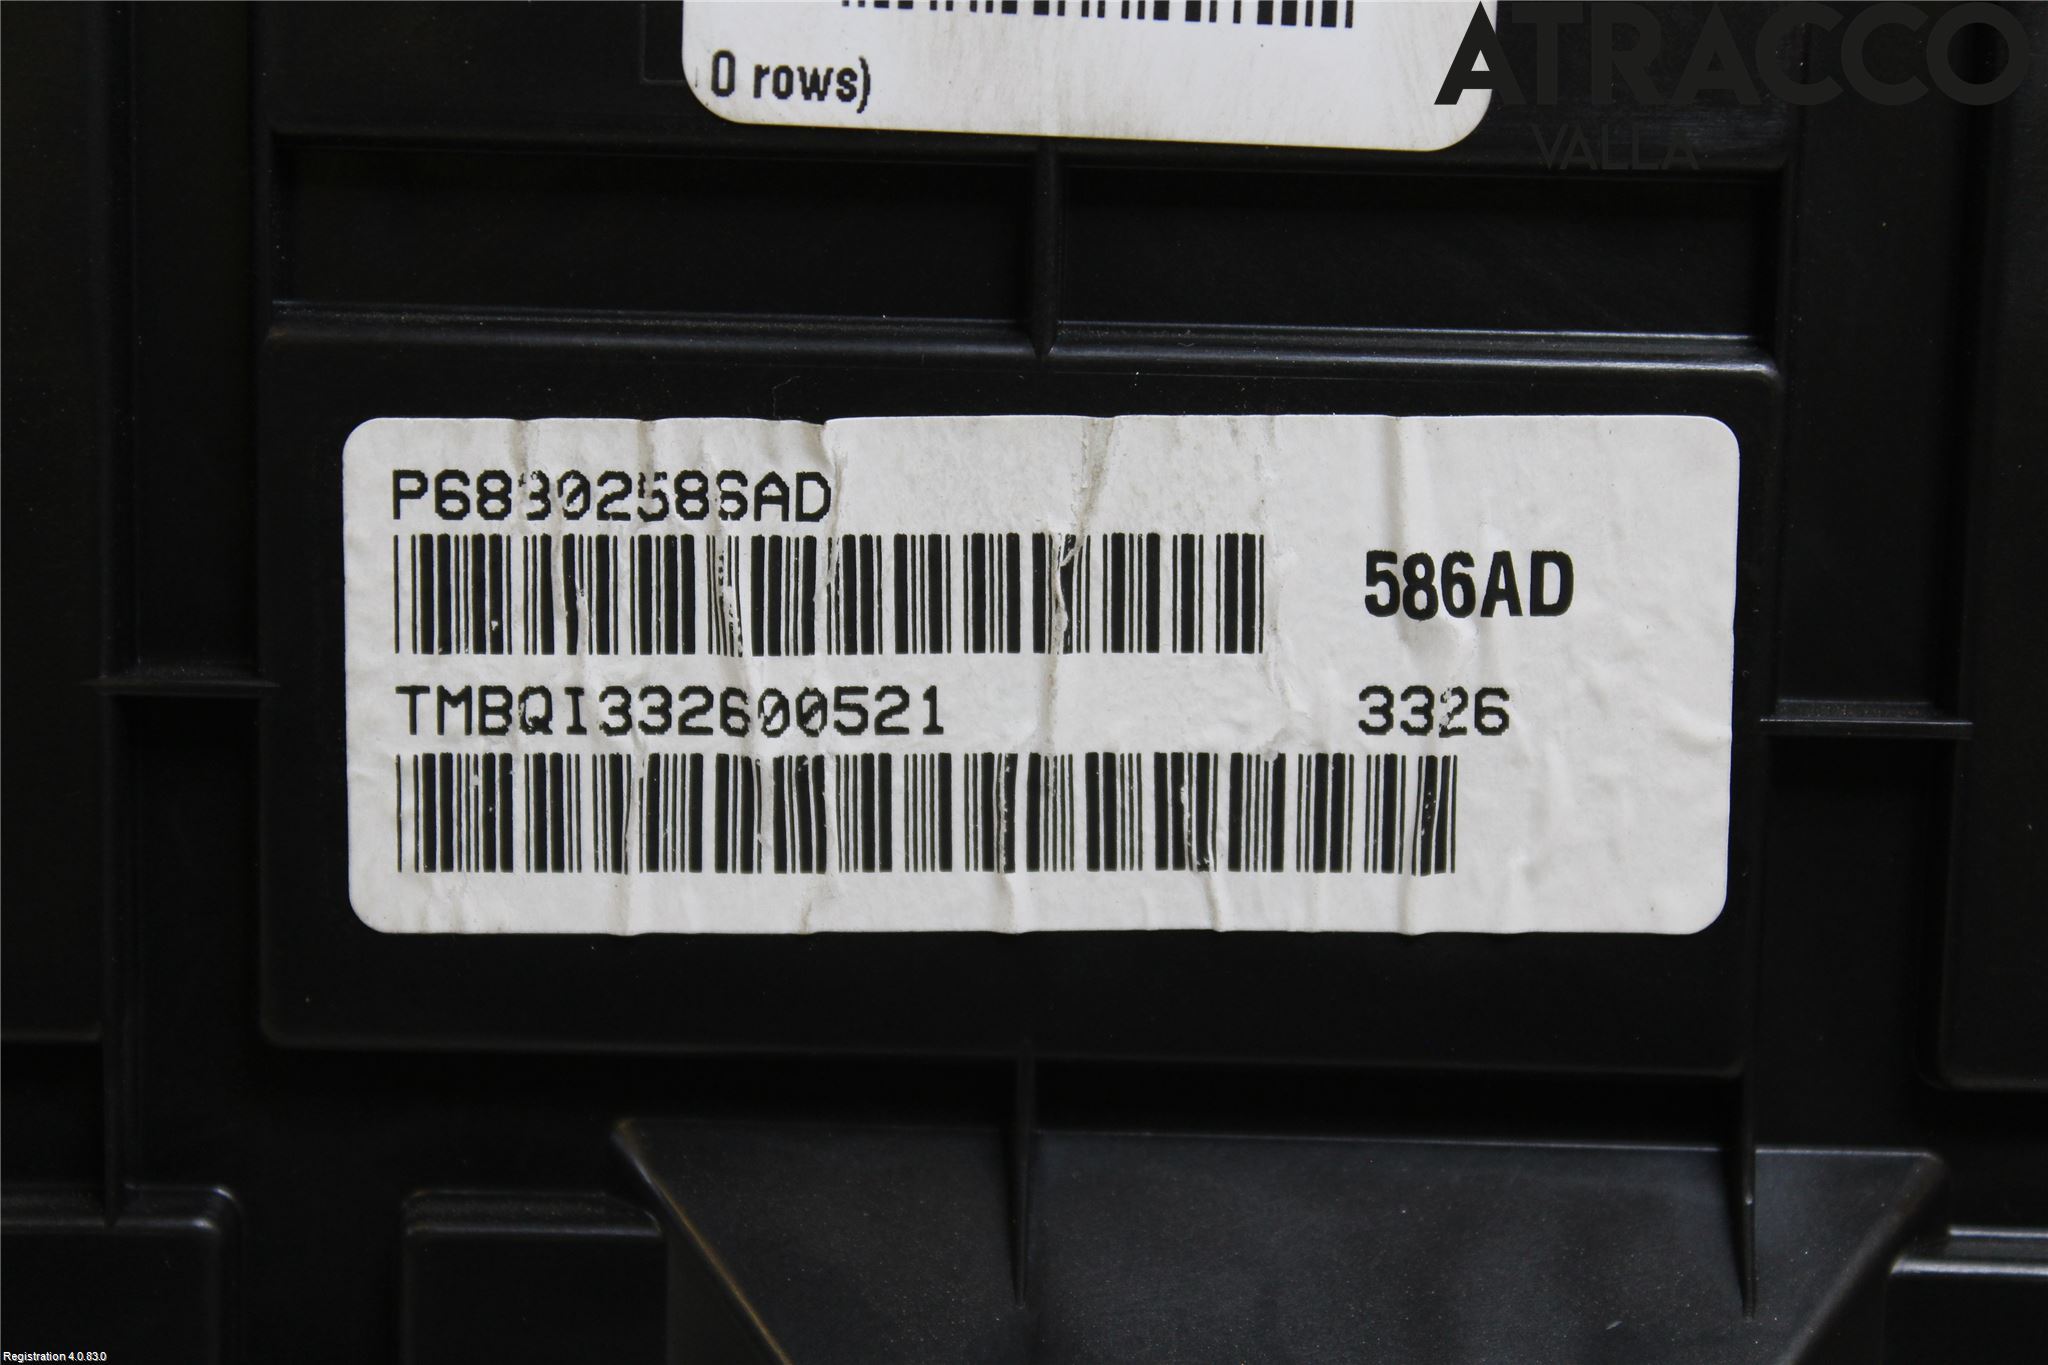 ATRACCO
VALLA
0 rows)
P68302586AD
586AD
TMBQI332600521
3326
Registration 4.0.83.0